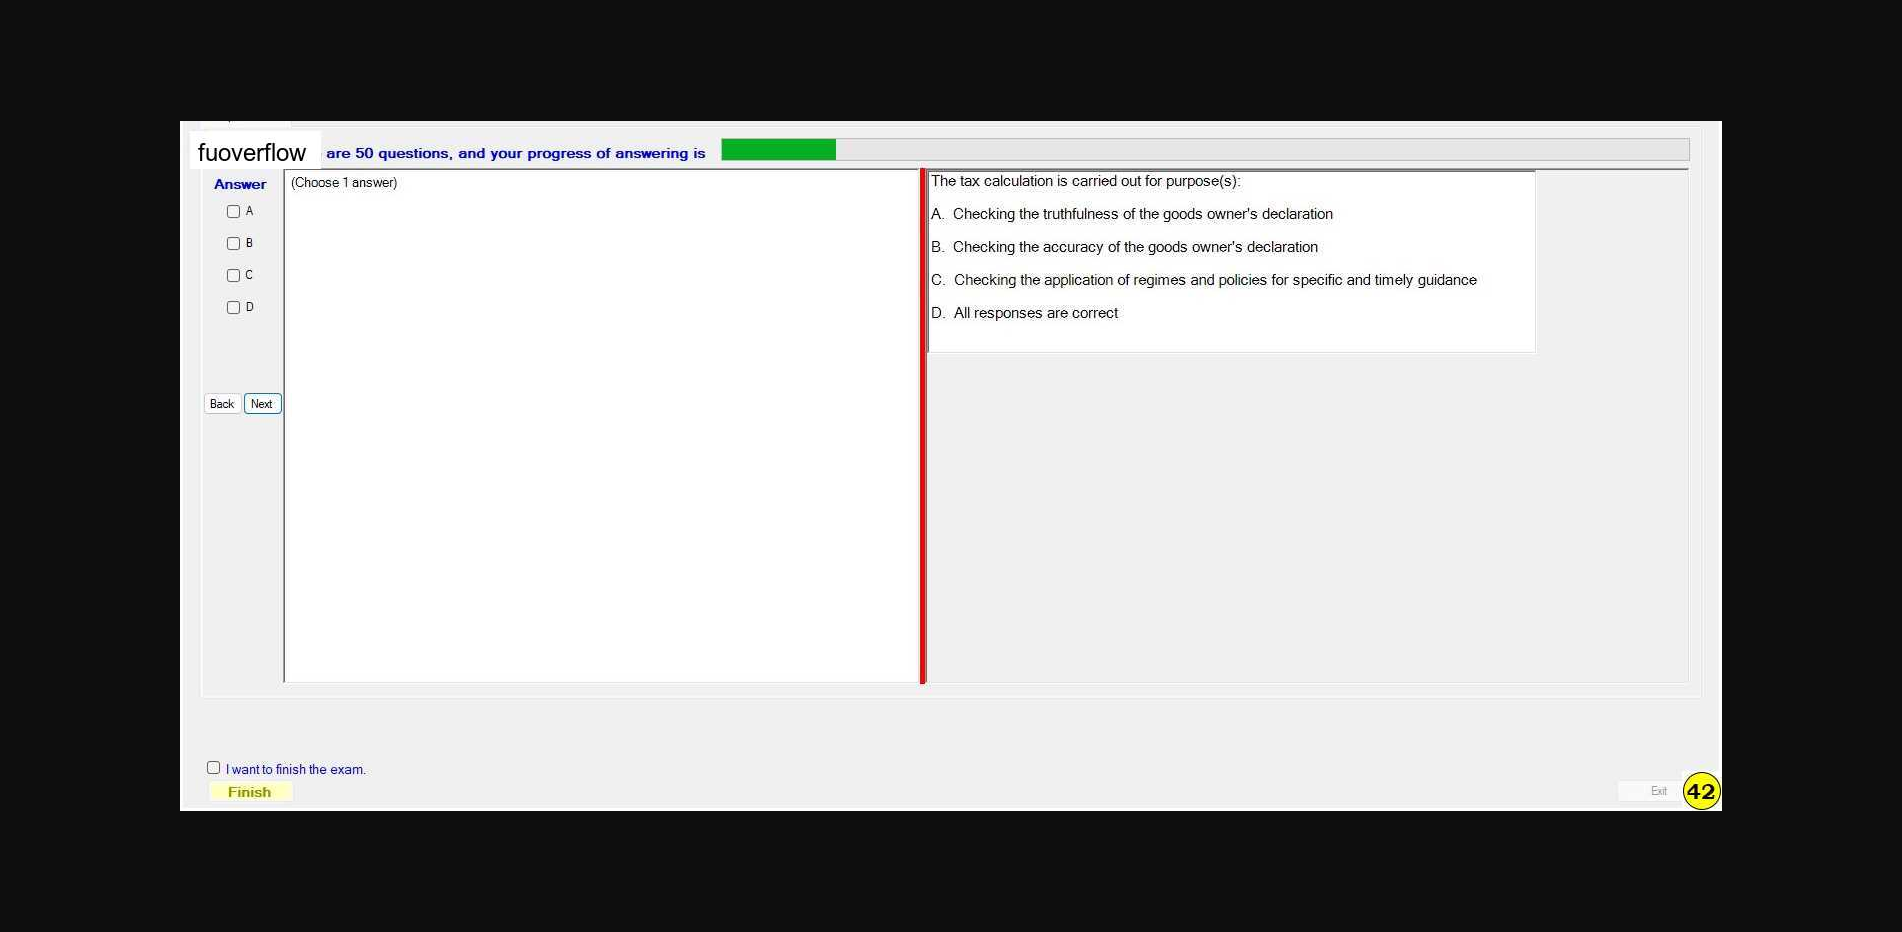 fuoverflow are 50 questions, and your progress of answering is
Answer
(Choose 1 answer)
A
B
C
D
Back Next
The tax calculation is carried out for purpose(s):
A. Checking the truthfulness of the goods owner's declaration
B. Checking the accuracy of the goods owner's declaration
C. Checking the application of regimes and policies for specific and timely guidance
D. All responses are correct
I want to finish the exam.
Finish
Exit
42